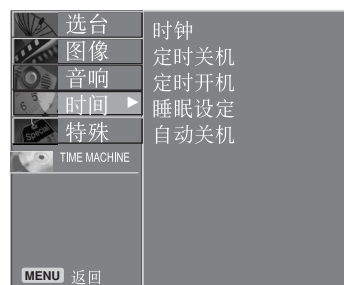 选台
图像
音响
时间
特殊
TIME MACHINE
MENU 返回
时钟
定时关机
定时开机
睡眠设定
自动关机